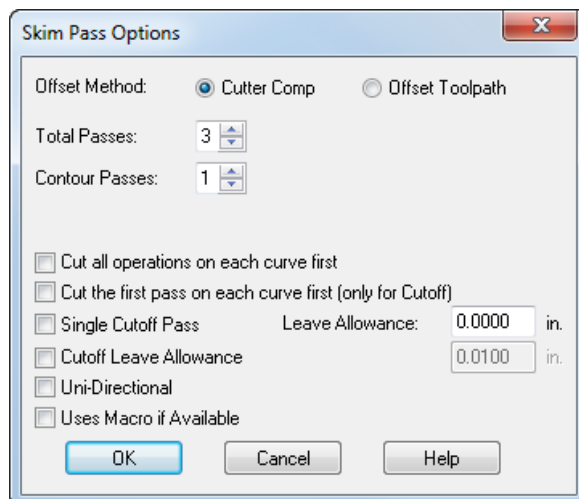 Skim Pass Options
Offset Method: Cutter Comp Offset Toolpath
Total Passes: 3
Contour Passes: 1
Cut all operations on each curve first
Cut the first pass on each curve first (only for Cutoff)
Single Cutoff Pass Leave Allowance: 0.0000 in.
Cutoff Leave Allowance 0.0100 in.
Uni-Directional
Uses Macro if Available
OK Cancel Help